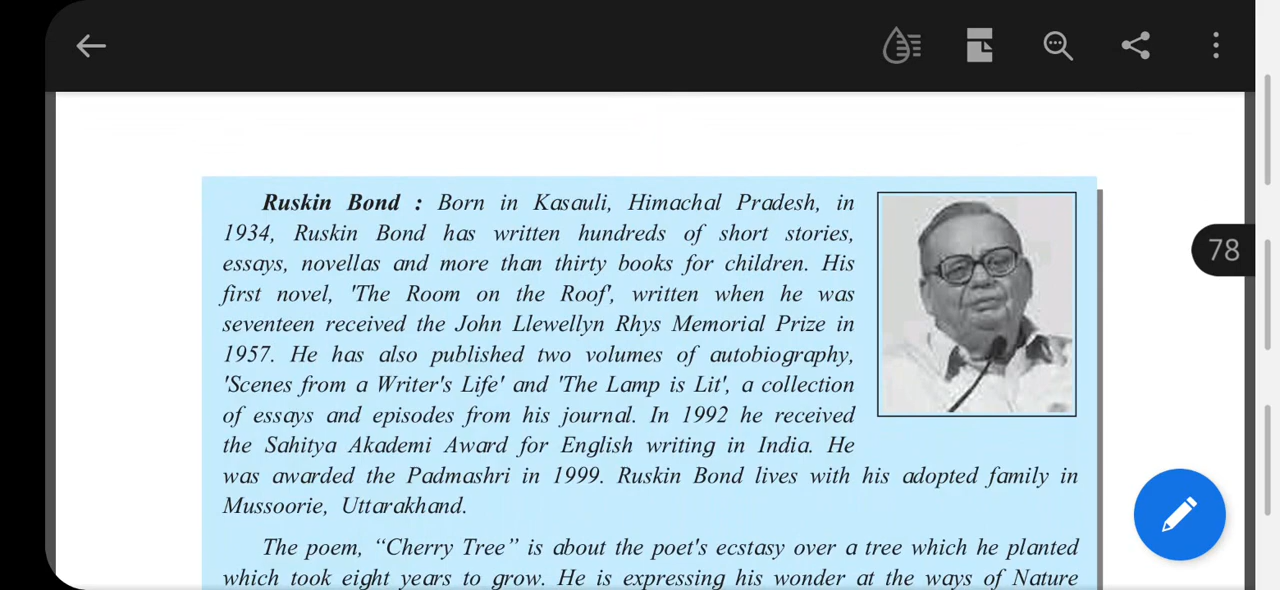 78
Ruskin Bond : Born in Kasauli, Himachal Pradesh, in
1934, Ruskin Bond has written hundreds of short stories,
essays, novellas and more than thirty books for children. His
first novel, 'The Room on the Roof', written when he was
seventeen received the John Llewellyn Rhys Memorial Prize in
1957. He has also published two volumes of autobiography,
'Scenes from a Writer's Life' and 'The Lamp is Lit', a collection
of essays and episodes from his journal. In 1992 he received
the Sahitya Akademi Award for English writing in India. He
was awarded the Padmashri in 1999. Ruskin Bond lives with his adopted family in
Mussoorie, Uttarakhand.
The poem, “Cherry Tree” is about the poet's ecstasy over a tree which he planted
which took eight years to grow. He is expressing his wonder at the ways of Nature